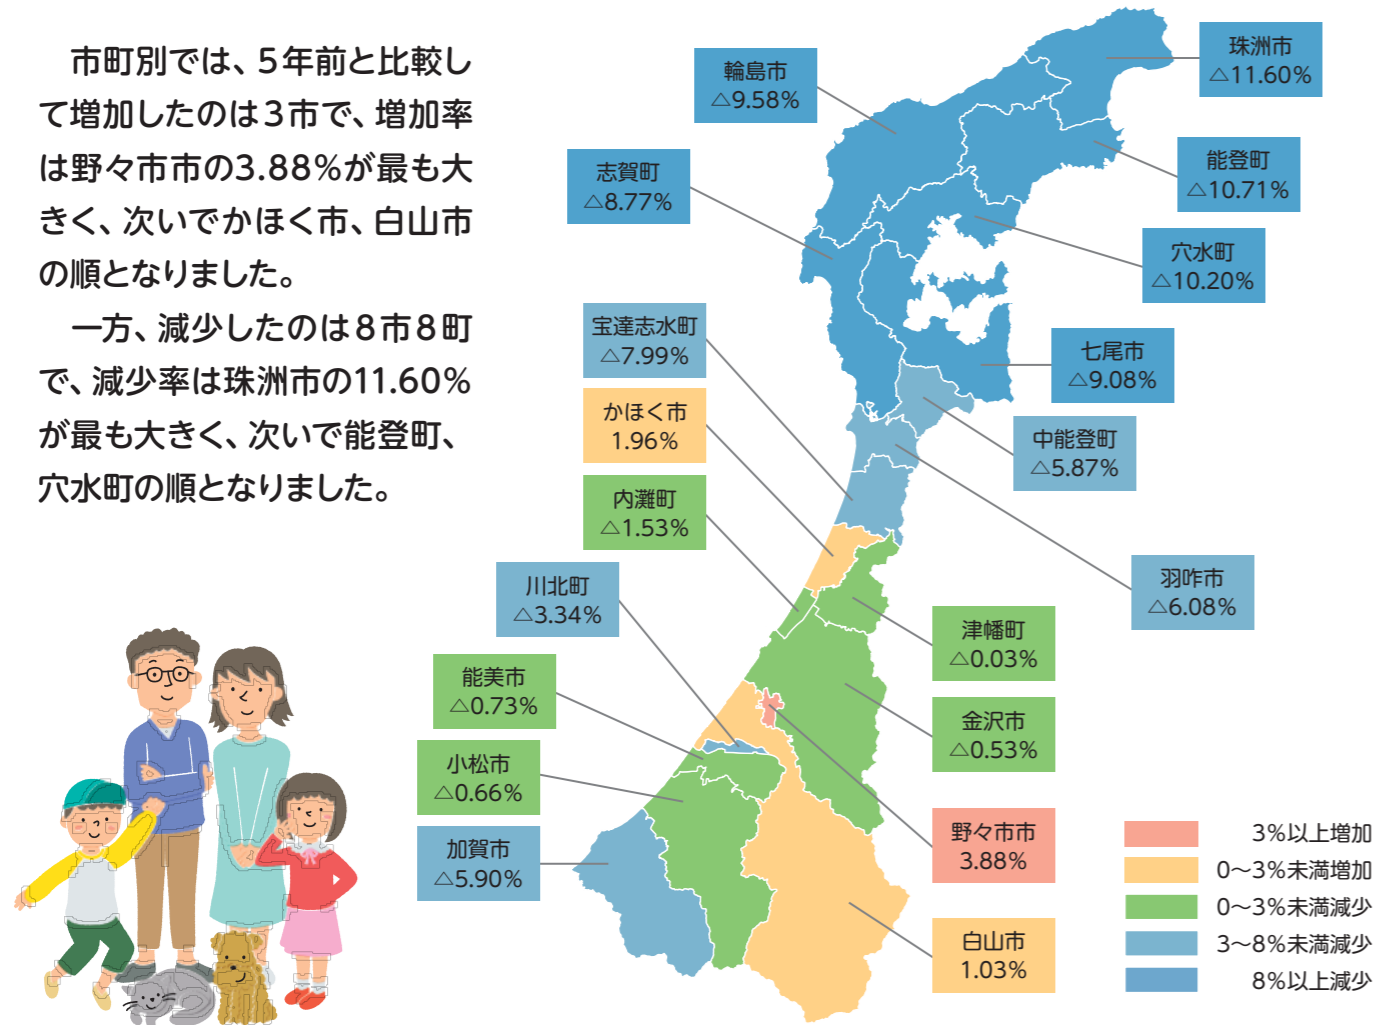 市町別では、５年前と比較し
て増加したのは３市で、増加率
は野々市市の3.88%が最も大
きく、次いでかほく市、白山市
の順となりました。
一方、減少したのは８市８町
で、減少率は珠洲市の11.60%
が最も大きく、次いで能登町、
穴水町の順となりました。
珠洲市
△11.60%
輪島市
△9.58%
能登町
△10.71%
志賀町
△8.77%
穴水町
△10.20%
宝達志水町
△7.99%
七尾市
△9.08%
かほく市
1.96%
中能登町
△5.87%
内灘町
△1.53%
羽咋市
△6.08%
川北町
△3.34%
津幡町
△0.03%
能美市
△0.73%
金沢市
△0.53%
小松市
△0.66%
野々市市
3.88%
加賀市
△5.90%
白山市
1.03%
3%以上増加
0～3%未満増加
0～3%未満減少
3～8%未満減少
8%以上減少